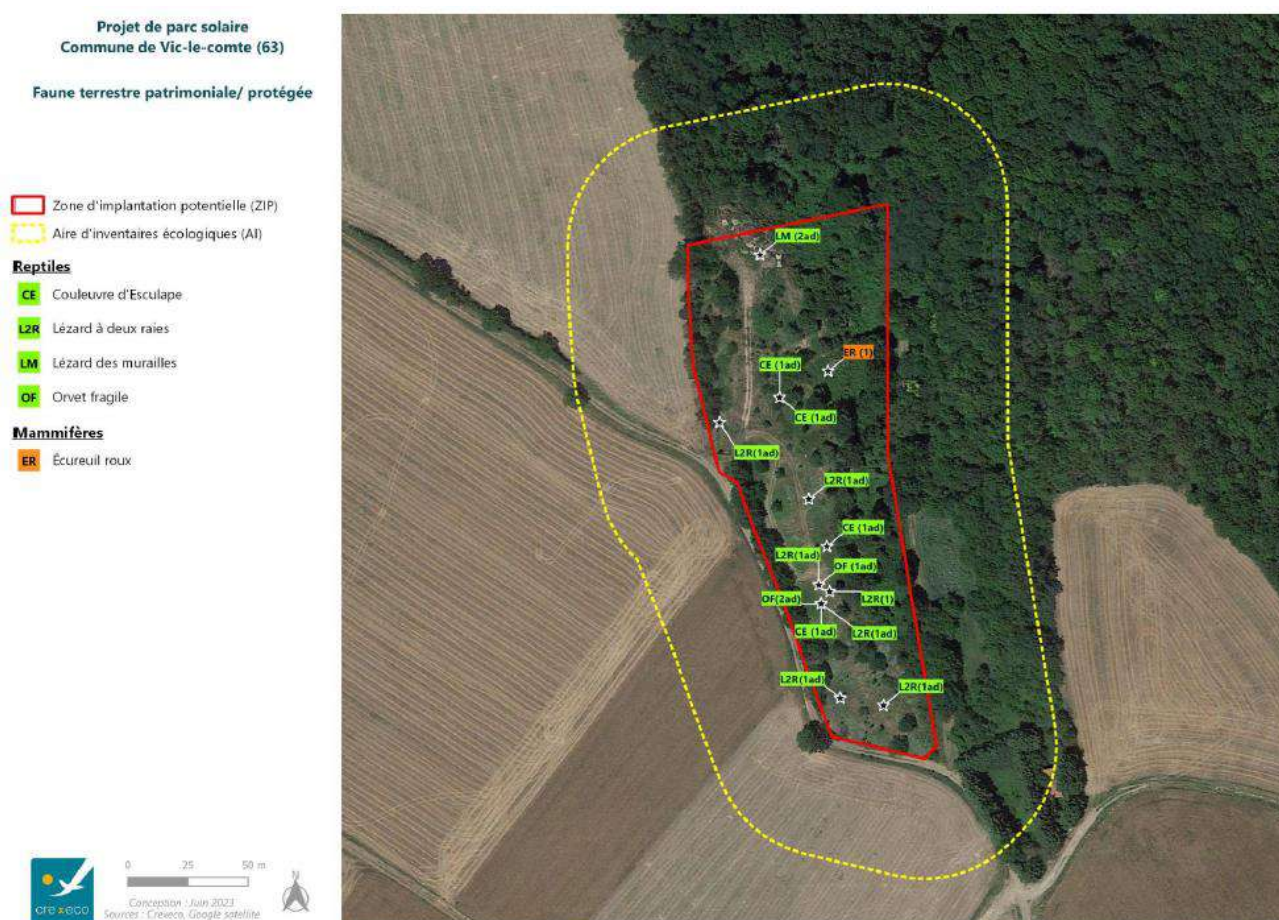 Projet de parc solaire
Commune de Vic-le-comte (63)
Faune terrestre patrimoniale/ protégée
Zone d'implantation potentielle (ZIP)
Aire d'inventaires écologiques (AI)
Reptiles
CE Couleuvre d'Esculape
L2R Lézard à deux raies
LM Lézard des murailles
OF Orvet fragile
Mammifères
ER Écureuil roux
LM (2ad)
ER (1)
CE (1ad)
CE (1ad)
L2R(1ad)
L2R(1ad)
CE (1ad)
L2R(1ad)
OF (1ad)
L2R(1)
OF(2ad)
CE (1ad)
L2R(1ad)
L2R(1ad)
L2R(1ad)
crexeco
0 25 50 m
N
Conception : Juin 2023
Sources : Crexeco, Google satellite